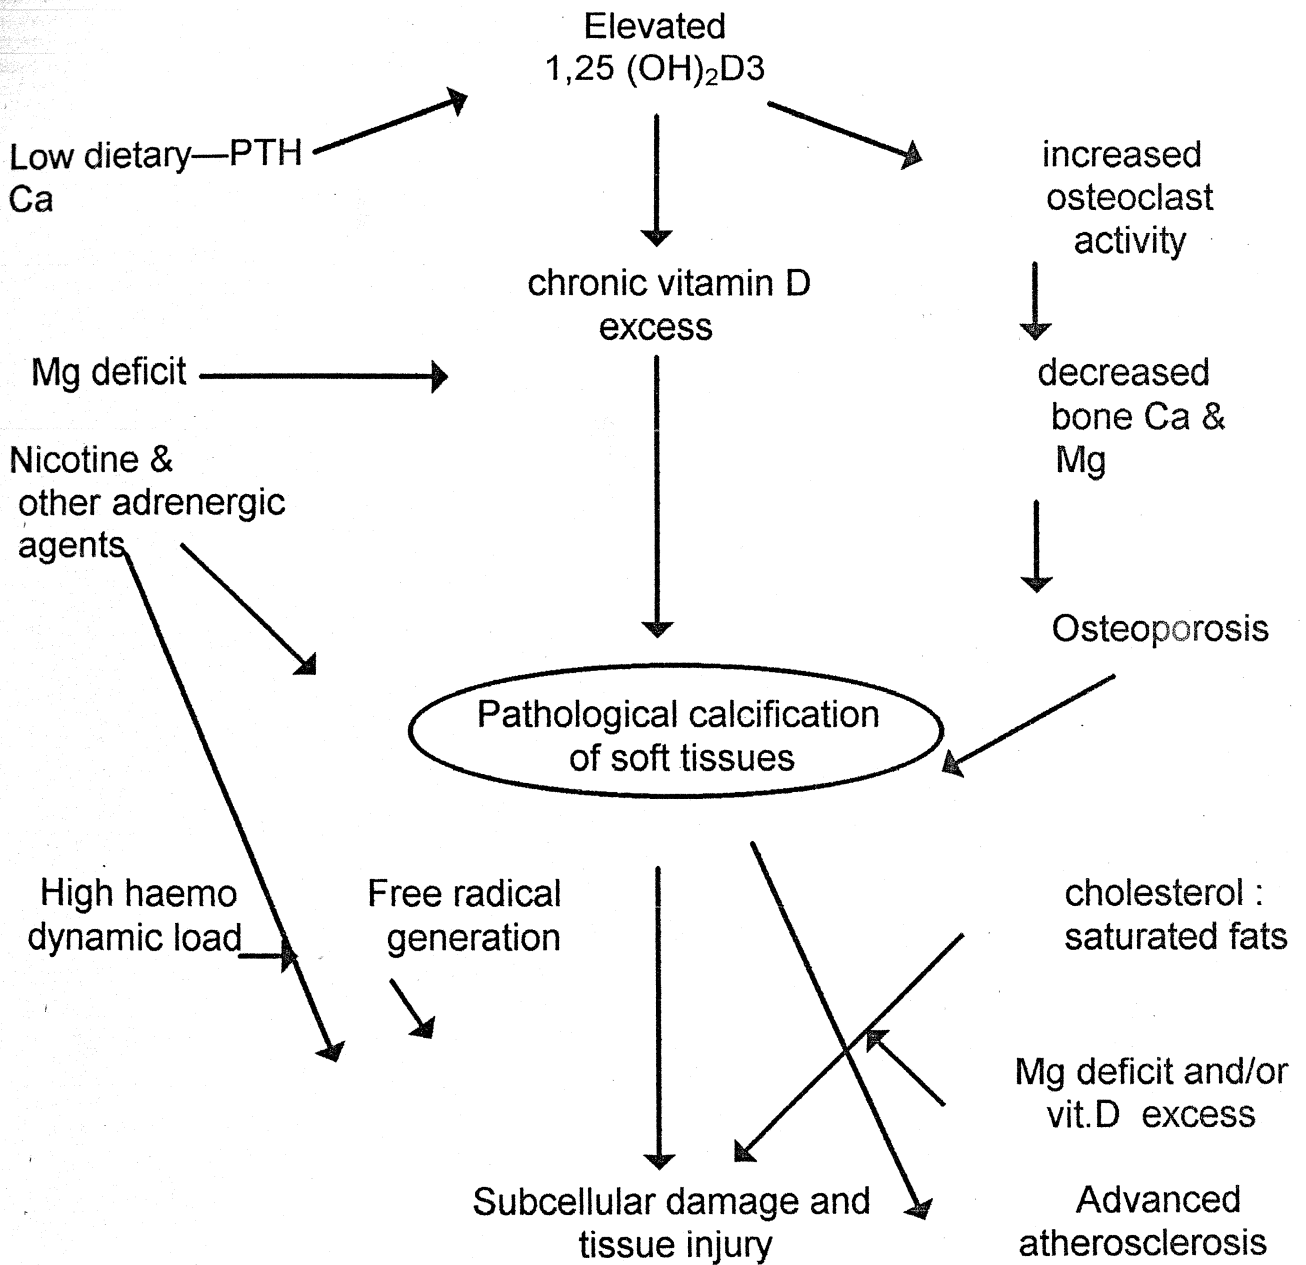 Elevated
1,25 (OH)₂D3
Low dietary—PTH
Ca
increased
osteoclast
activity
chronic vitamin D
excess
Mg deficit
decreased
bone Ca &
Mg
Nicotine &
other adrenergic
agents
Osteoporosis
Pathological calcification
of soft tissues
High haemo
dynamic load
Free radical
generation
cholesterol :
saturated fats
Mg deficit and/or
vit.D excess
Subcellular damage and
tissue injury
Advanced
atherosclerosis